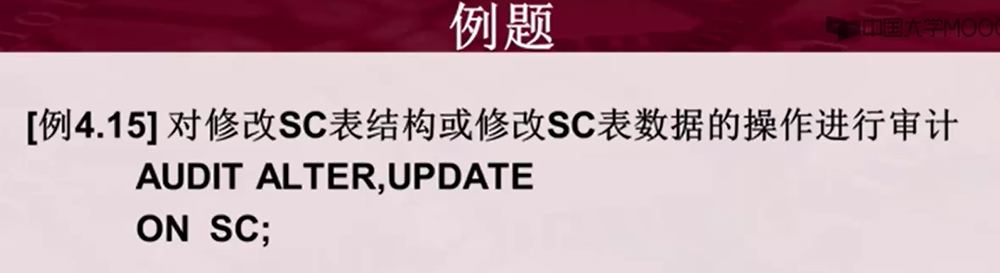 例题
中国大学MOOC
[例4.15] 对修改SC表结构或修改SC表数据的操作进行审计
AUDIT ALTER,UPDATE
ON SC;